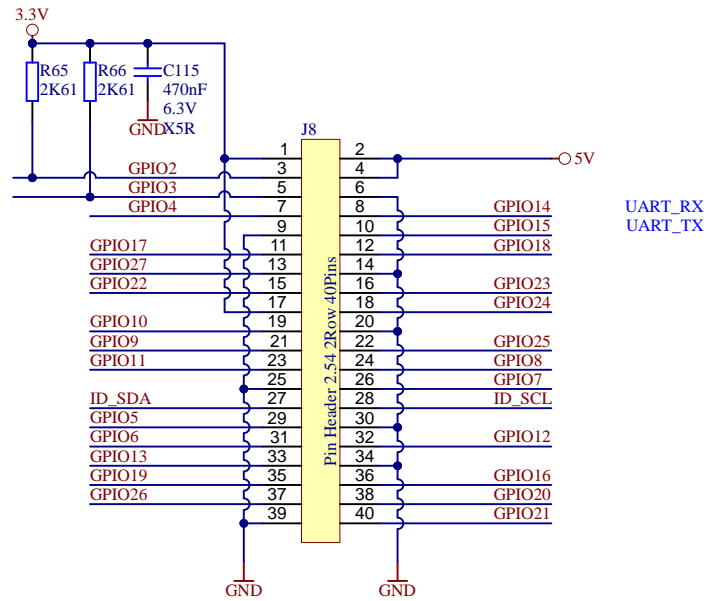 3.3V
R65
2K61
R66
2K61
C115
470nF
6.3V
X5R
GND
J8
1 2
5V
GPIO2 3 4
GPIO3 5 6
GPIO4 7 8 GPIO14 UART_RX
9 10 GPIO15 UART_TX
GPIO17 11 12 GPIO18
GPIO27 13 14
GPIO22 15 16 GPIO23
17 18 GPIO24
GPIO10 19 20
GPIO9 21 22 GPIO25
GPIO11 23 24 GPIO8
25 26 GPIO7
ID_SDA 27 28 ID_SCL
GPIO5 29 30
GPIO6 31 32 GPIO12
GPIO13 33 34
GPIO19 35 36 GPIO16
GPIO26 37 38 GPIO20
39 40 GPIO21
Pin Header 2.54 2Row 40Pins
GND
GND